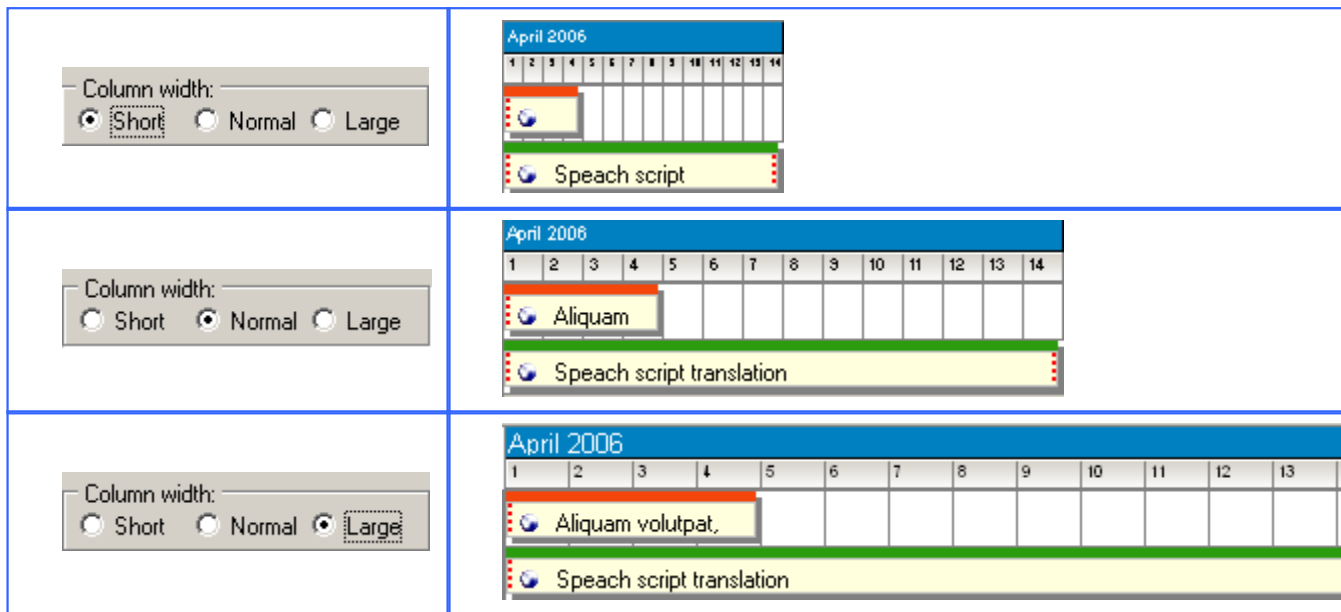 Column width:
Short Normal Large
April 2006
1 2 3 4 5 6 7 8 9 10 11 12 13 14
Speach script
Column width:
Short Normal Large
April 2006
1 2 3 4 5 6 7 8 9 10 11 12 13 14
Aliquam
Speach script translation
Column width:
Short Normal Large
April 2006
1 2 3 4 5 6 7 8 9 10 11 12 13
Aliquam volutpat,
Speach script translation